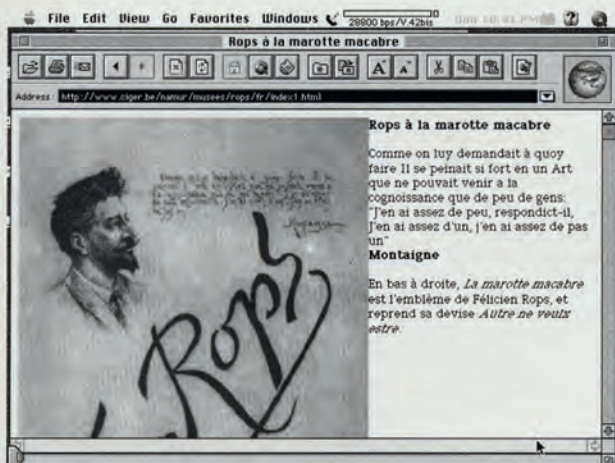 File Edit View Go Favorites Windows
28800 bps/V.42bis
Rops à la marotte macabre
Address: http://www.ciger.be/namur/musees/rops/fr/index1.html
Rops à la marotte macabre
Comme on luy demandait à quoy
faire Il se peinait si fort en un Art
que ne pouvait venir a la
cognoissance que de peu de gens:
"J'en ai assez de peu, respondict-il,
J'en ai assez d'un, j'en ai assez de pas
un"
Montaigne
En bas à droite, La marotte macabre
est l'emblème de Félicien Rops, et
reprend sa devise Autre ne veulx
estre.
Montaigne
Rops